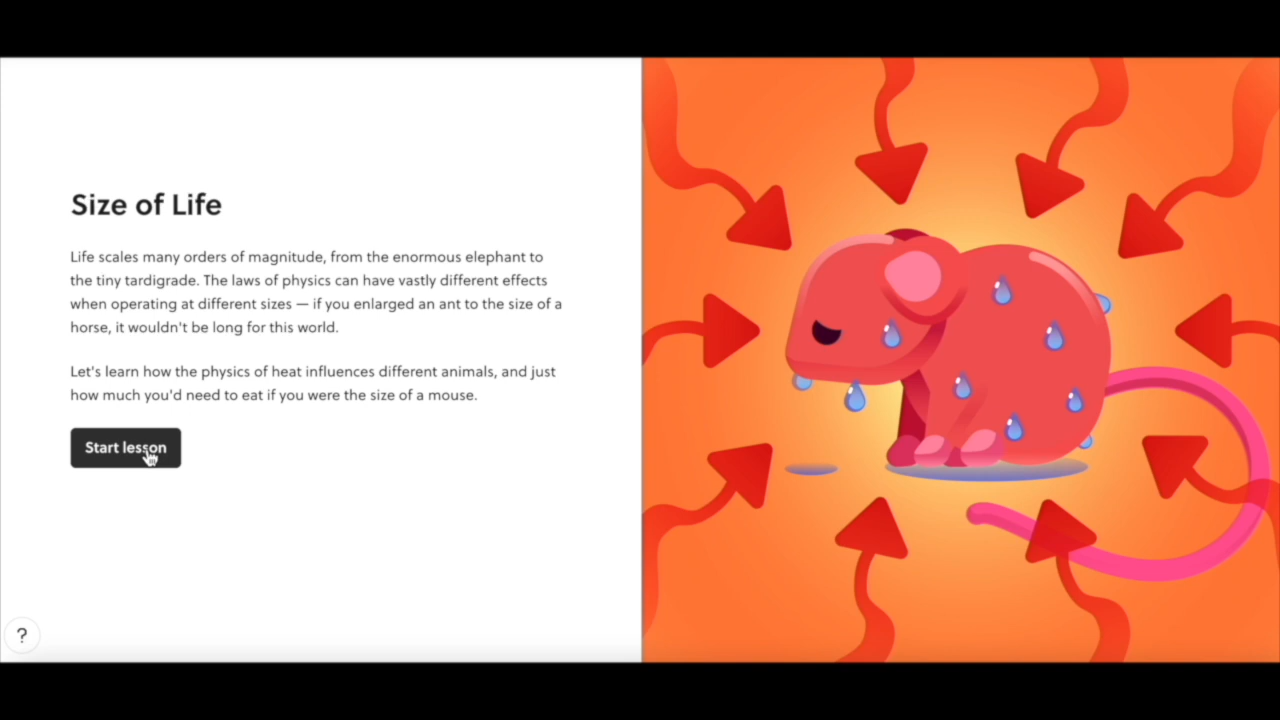 Size of Life
Life scales many orders of magnitude, from the enormous elephant to
the tiny tardigrade. The laws of physics can have vastly different effects
when operating at different sizes — if you enlarged an ant to the size of a
horse, it wouldn't be long for this world.
Let's learn how the physics of heat influences different animals, and just
how much you'd need to eat if you were the size of a mouse.
Start lesson
?